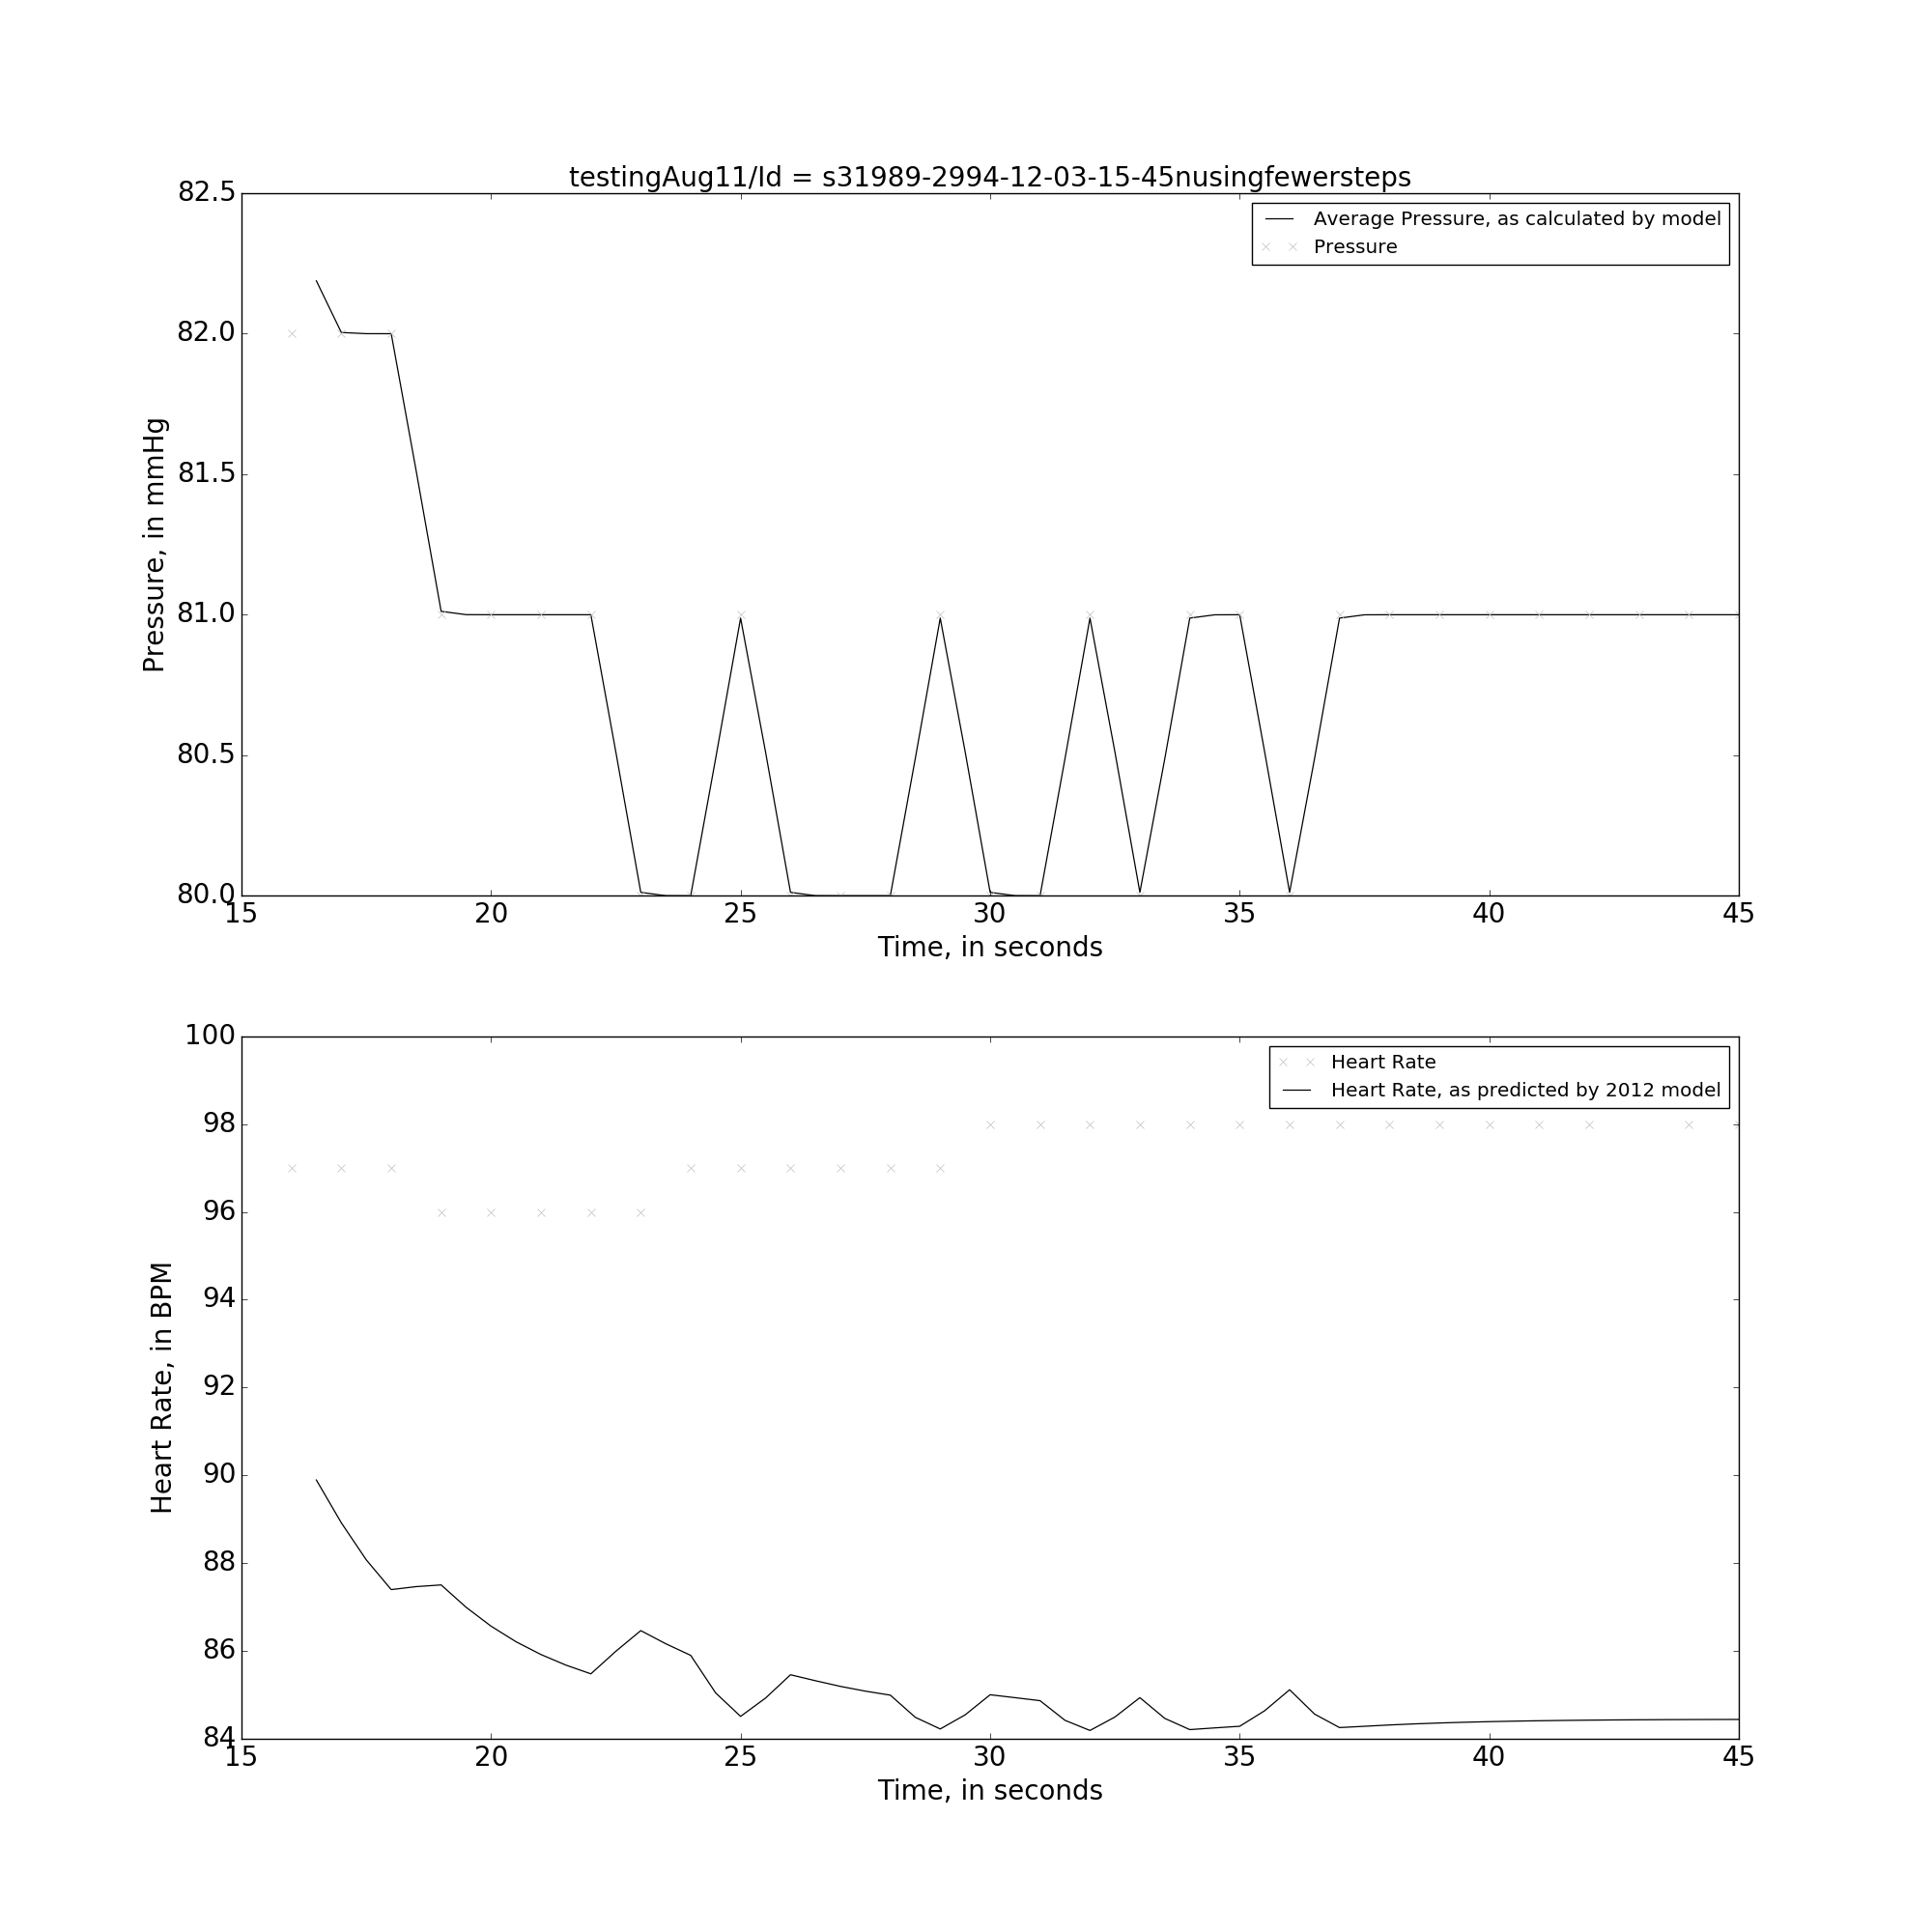 testingAug11/Id = s31989-2994-12-03-15-45nusingfewersteps
82.5
82.0
81.5
81.0
80.5
80.0
Pressure, in mmHg
Average Pressure, as calculated by model
Pressure
15 20 25 30 35 40 45
Time, in seconds
100
98
96
94
92
90
88
86
84
Heart Rate, in BPM
Heart Rate
Heart Rate, as predicted by 2012 model
15 20 25 30 35 40 45
Time, in seconds